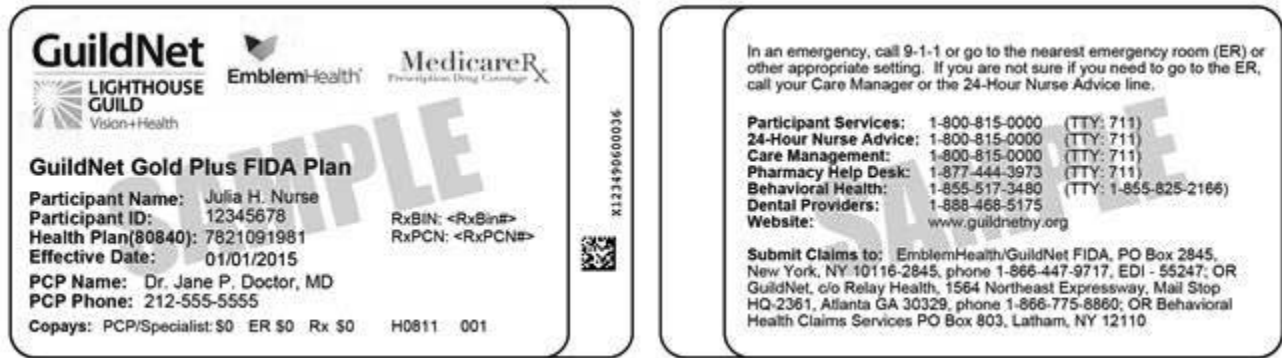 GuildNet
LIGHTHOUSE
GUILD
Vision+Health
EmblemHealth®
MedicareRx
Prescription Drug Coverage
GuildNet Gold Plus FIDA Plan
Participant Name: Julia H. Nurse
Participant ID: 12345678
Health Plan(80840): 7821091981
Effective Date: 01/01/2015
RxBIN: <RxBin#>
RxPCN: <RxPCN#>
PCP Name: Dr. Jane P. Doctor, MD
PCP Phone: 212-555-5555
Copays: PCP/Specialist: $0 ER $0 Rx $0 H0811 001
SAMPLE
X123490600036
In an emergency, call 9-1-1 or go to the nearest emergency room (ER) or
other appropriate setting. If you are not sure if you need to go to the ER,
call your Care Manager or the 24-Hour Nurse Advice line.
Participant Services: 1-800-815-0000 (TTY: 711)
24-Hour Nurse Advice: 1-800-815-0000 (TTY: 711)
Care Management: 1-800-815-0000 (TTY: 711)
Pharmacy Help Desk: 1-877-444-3973 (TTY: 711)
Behavioral Health: 1-855-517-3480 (TTY: 1-855-825-2166)
Dental Providers: 1-888-468-5175
Website: www.guildnetny.org
Submit Claims to: EmblemHealth/GuildNet FIDA, PO Box 2845,
New York, NY 10116-2845, phone 1-866-447-9717, EDI - 55247; OR
GuildNet, c/o Relay Health, 1564 Northeast Expressway, Mail Stop
HQ-2361, Atlanta GA 30329, phone 1-866-775-8860; OR Behavioral
Health Claims Services PO Box 803, Latham, NY 12110
SAMPLE